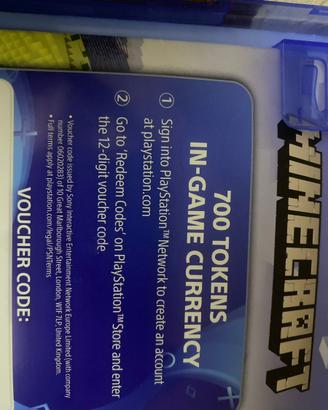 MINECRAFT
700 TOKENS
IN-GAME CURRENCY
1 Sign into PlayStation™Network to create an account
at playstation.com
2 Go to 'Redeem Codes' on PlayStation™Store and enter
the 12-digit voucher code
• Voucher code issued by Sony Interactive Entertainment Network Europe Limited (with company
number 06020283) of 10 Great Marlborough Street, London, W1F 7LP, United Kingdom.
• Full terms apply at playstation.com/legal/PSNTerms
VOUCHER CODE: